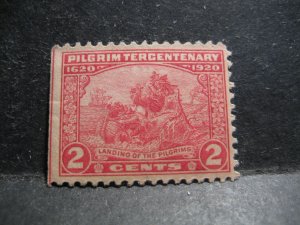 PILGRIM TERCENTENARY
1620 1920
LANDING OF THE PILGRIMS
2 CENTS 2